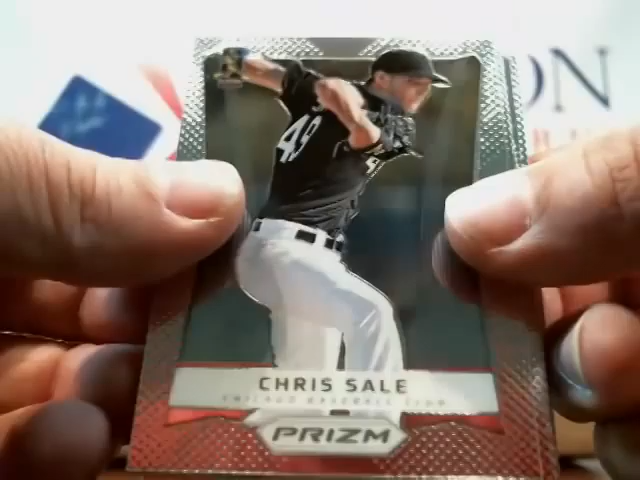 ON
49
CHRIS SALE
CHICAGO BASEBALL CLUB
PRIZM